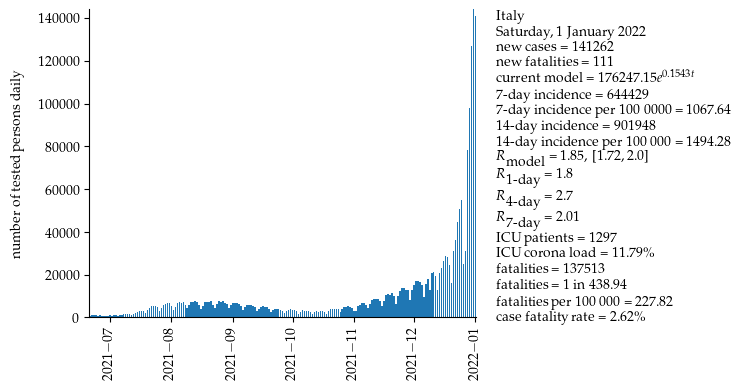 number of tested persons daily
140000
120000
100000
80000
60000
40000
20000
0
2021−07
2021−08
2021−09
2021−10
2021−11
2021−12
2022−01
Italy
Saturday, 1 January 2022
new cases = 141262
new fatalities = 111
current model = 176247.15e^0.1543t
7-day incidence = 644429
7-day incidence per 100 0000 = 1067.64
14-day incidence = 901948
14-day incidence per 100 000 = 1494.28
R_model = 1.85, [1.72, 2.0]
R_1-day = 1.8
R_4-day = 2.7
R_7-day = 2.01
ICU patients = 1297
ICU corona load = 11.79%
fatalities = 137513
fatalities = 1 in 438.94
fatalities per 100 000 = 227.82
case fatality rate = 2.62%